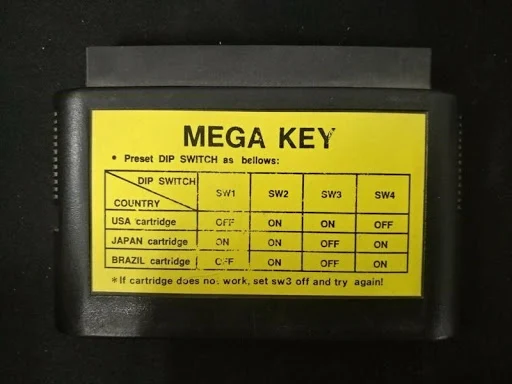 MEGA KEY
• Preset DIP SWITCH as bellows:
DIP SWITCH SW1 SW2 SW3 SW4
COUNTRY
USA cartridge OFF ON ON OFF
JAPAN cartridge ON ON OFF ON
BRAZIL cartridge OFF ON OFF ON
*If cartridge does not work, set sw3 off and try again!